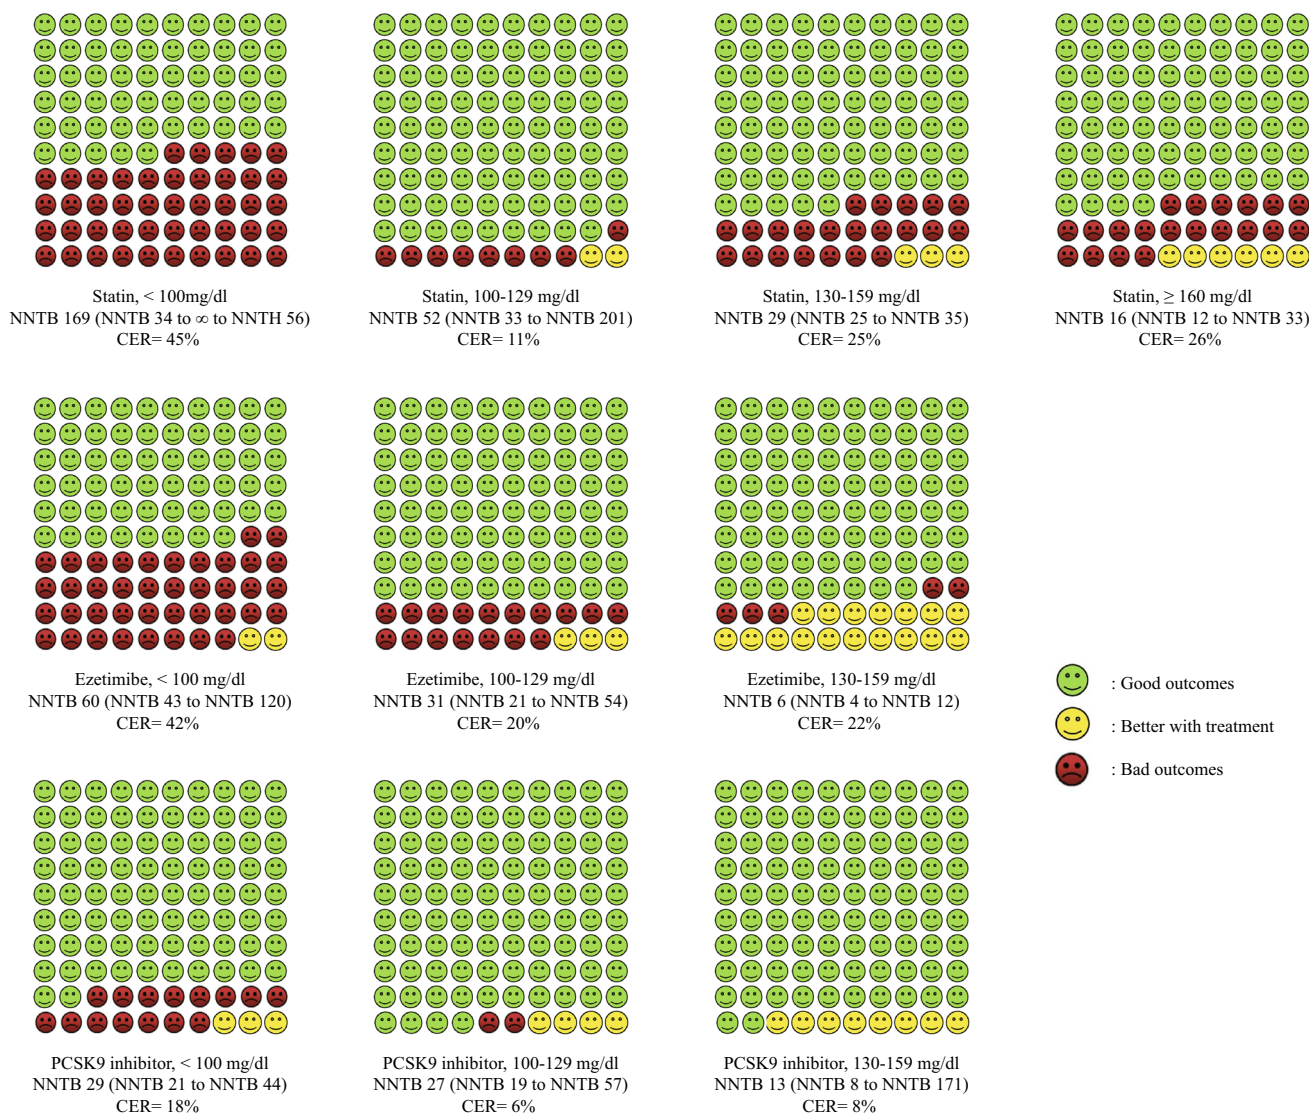 Statin, < 100mg/dl
NNTB 169 (NNTB 34 to ∞ to NNTH 56)
CER= 45%
Statin, 100-129 mg/dl
NNTB 52 (NNTB 33 to NNTB 201)
CER= 11%
Statin, 130-159 mg/dl
NNTB 29 (NNTB 25 to NNTB 35)
CER= 25%
Statin, ≥ 160 mg/dl
NNTB 16 (NNTB 12 to NNTB 33)
CER= 26%
Ezetimibe, < 100 mg/dl
NNTB 60 (NNTB 43 to NNTB 120)
CER= 42%
Ezetimibe, 100-129 mg/dl
NNTB 31 (NNTB 21 to NNTB 54)
CER= 20%
Ezetimibe, 130-159 mg/dl
NNTB 6 (NNTB 4 to NNTB 12)
CER= 22%
: Good outcomes
: Better with treatment
: Bad outcomes
PCSK9 inhibitor, < 100 mg/dl
NNTB 29 (NNTB 21 to NNTB 44)
CER= 18%
PCSK9 inhibitor, 100-129 mg/dl
NNTB 27 (NNTB 19 to NNTB 57)
CER= 6%
PCSK9 inhibitor, 130-159 mg/dl
NNTB 13 (NNTB 8 to NNTB 171)
CER= 8%